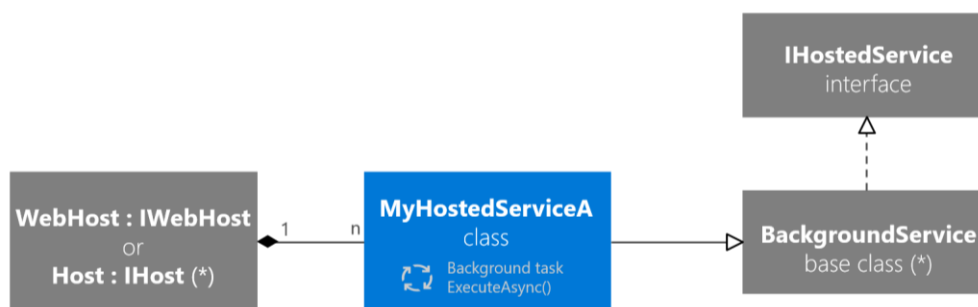 IHostedService
interface
WebHost : IWebHost
or
Host : IHost (*)
1
n
MyHostedServiceA
class
Background task
ExecuteAsync()
BackgroundService
base class (*)